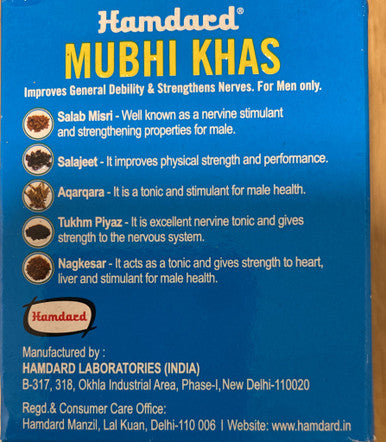 Hamdard®
MUBHI KHAS
Improves General Debility & Strengthens Nerves. For Men only.
Salab Misri - Well known as a nervine stimulant
and strengthening properties for male.
Salajeet - It improves physical strength and performance.
Aqarqara - It is a tonic and stimulant for male health.
Tukhm Piyaz - It is excellent nervine tonic and gives
strength to the nervous system.
Nagkesar - It acts as a tonic and gives strength to heart,
liver and stimulant for male health.
Hamdard
Manufactured by :
HAMDARD LABORATORIES (INDIA)
B-317, 318, Okhla Industrial Area, Phase-I, New Delhi-110020
Regd.& Consumer Care Office:
Hamdard Manzil, Lal Kuan, Delhi-110 006 I Website: www.hamdard.in